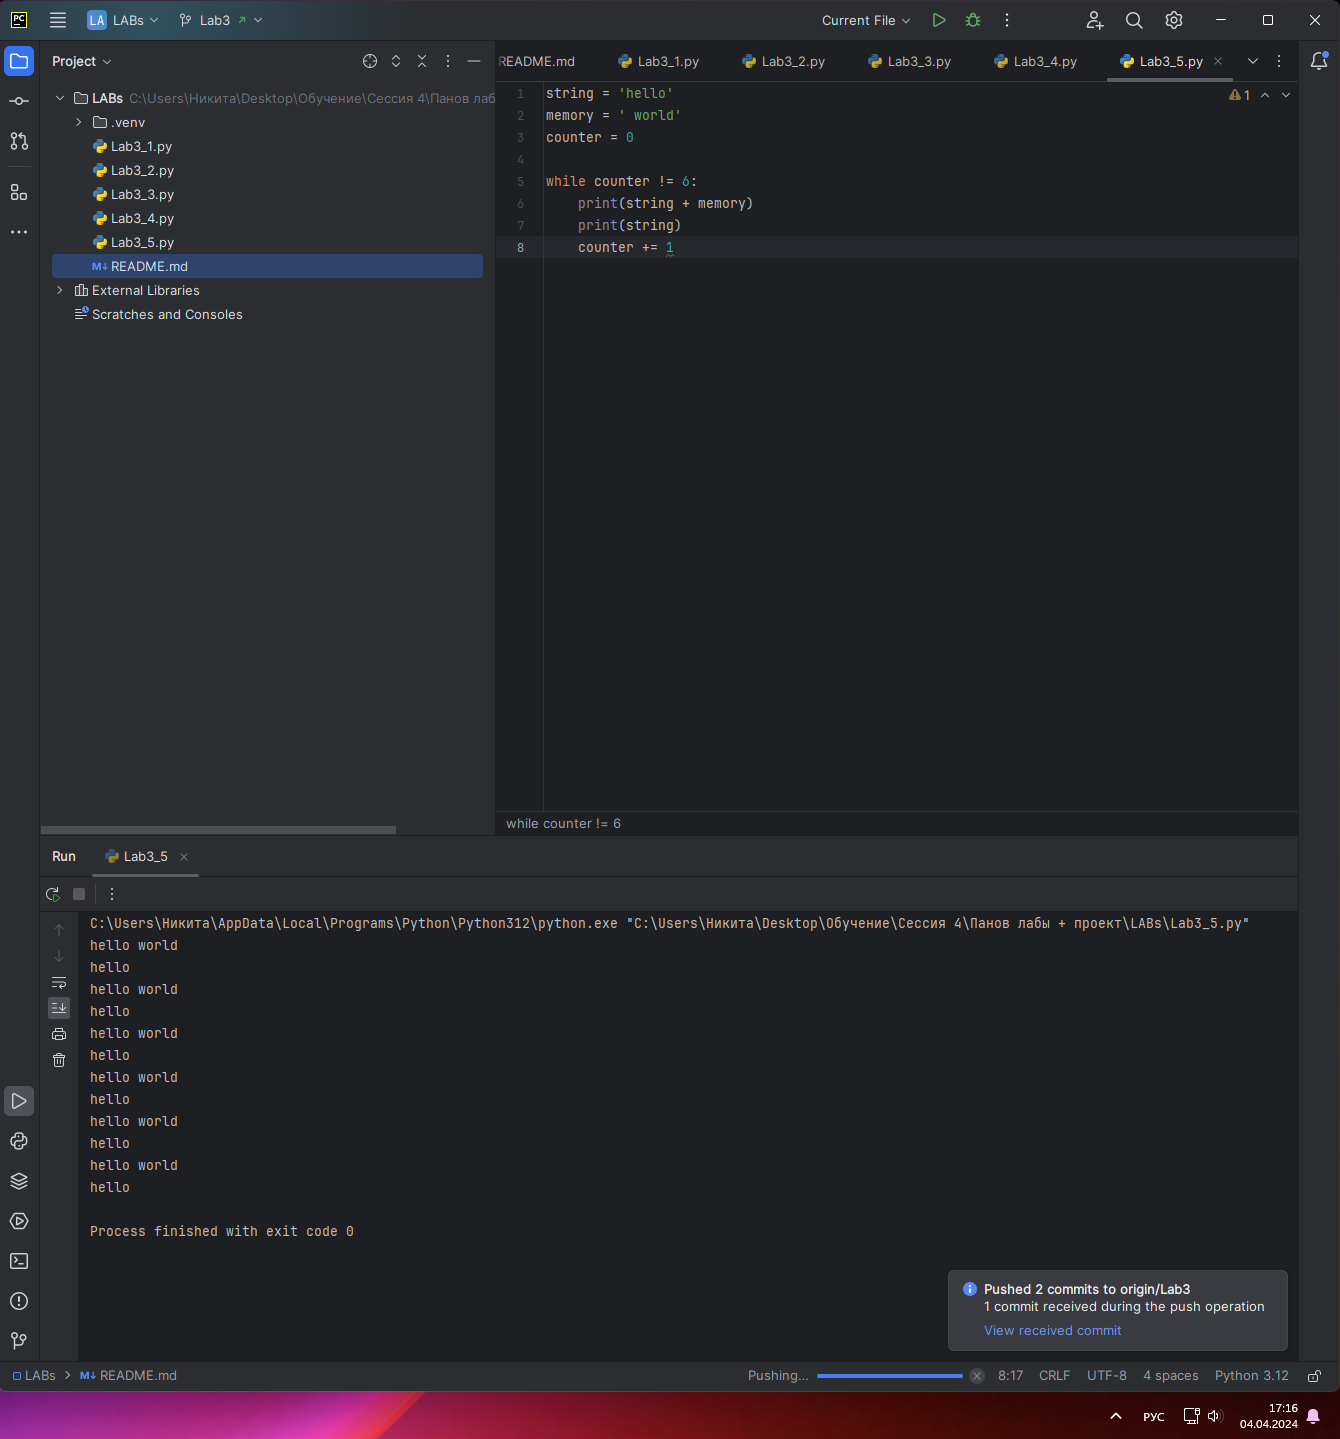 PC LA LABs Lab3 Current File
Project
README.md Lab3_1.py Lab3_2.py Lab3_3.py Lab3_4.py Lab3_5.py
LABs C:\Users\Никита\Desktop\Обучение\Сессия 4\Панов лаб
.venv
Lab3_1.py
Lab3_2.py
Lab3_3.py
Lab3_4.py
Lab3_5.py
M↓ README.md
External Libraries
Scratches and Consoles
1 string = 'hello'
2 memory = ' world'
3 counter = 0
4
5 while counter != 6:
6 print(string + memory)
7 print(string)
8 counter += 1
1
while counter != 6
Run Lab3_5
C:\Users\Никита\AppData\Local\Programs\Python\Python312\python.exe "C:\Users\Никита\Desktop\Обучение\Сессия 4\Панов лабы + проект\LABs\Lab3_5.py"
hello world
hello
hello world
hello
hello world
hello
hello world
hello
hello world
hello
hello world
hello
Process finished with exit code 0
Pushed 2 commits to origin/Lab3
1 commit received during the push operation
View received commit
LABs > M↓ README.md Pushing... 8:17 CRLF UTF-8 4 spaces Python 3.12
РУС 17:16
04.04.2024